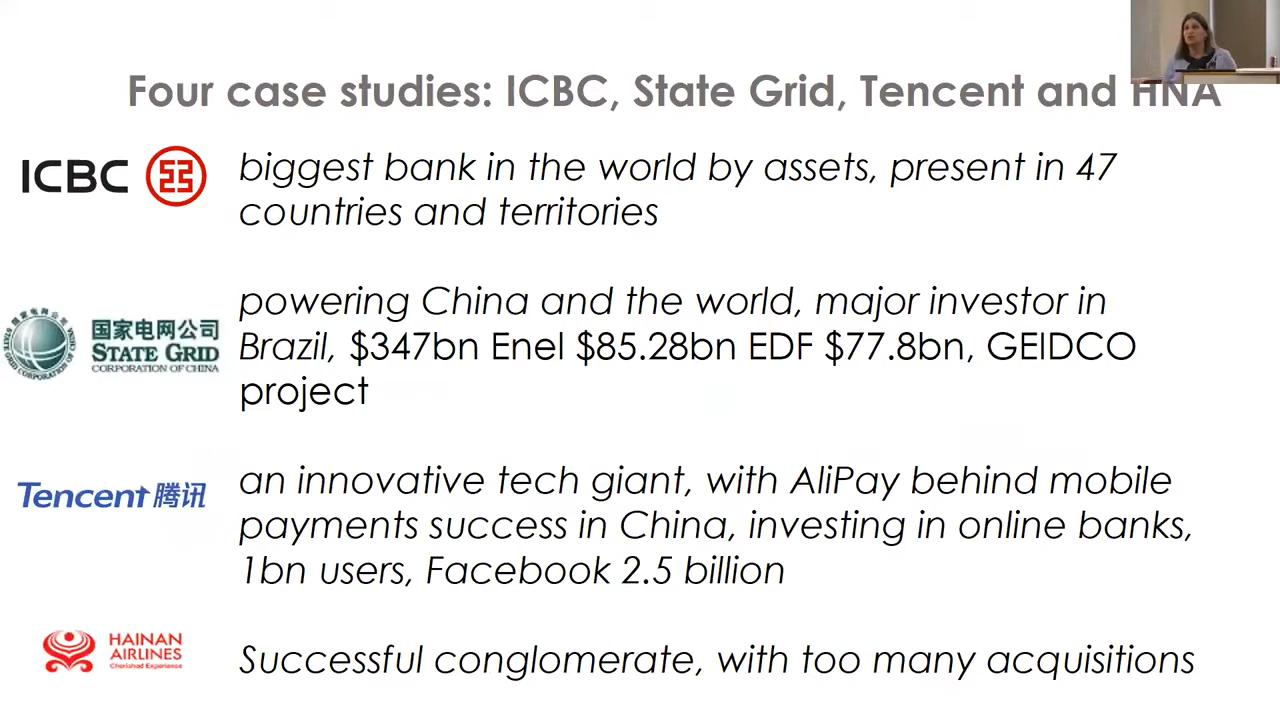 Four case studies: ICBC, State Grid, Tencent and HNA
ICBC
biggest bank in the world by assets, present in 47
countries and territories
国家电网公司
STATE GRID
CORPORATION OF CHINA
powering China and the world, major investor in
Brazil, $347bn Enel $85.28bn EDF $77.8bn, GEIDCO
project
Tencent 腾讯
an innovative tech giant, with AliPay behind mobile
payments success in China, investing in online banks,
1bn users, Facebook 2.5 billion
HAINAN
AIRLINES
Cherished Experience
Successful conglomerate, with too many acquisitions